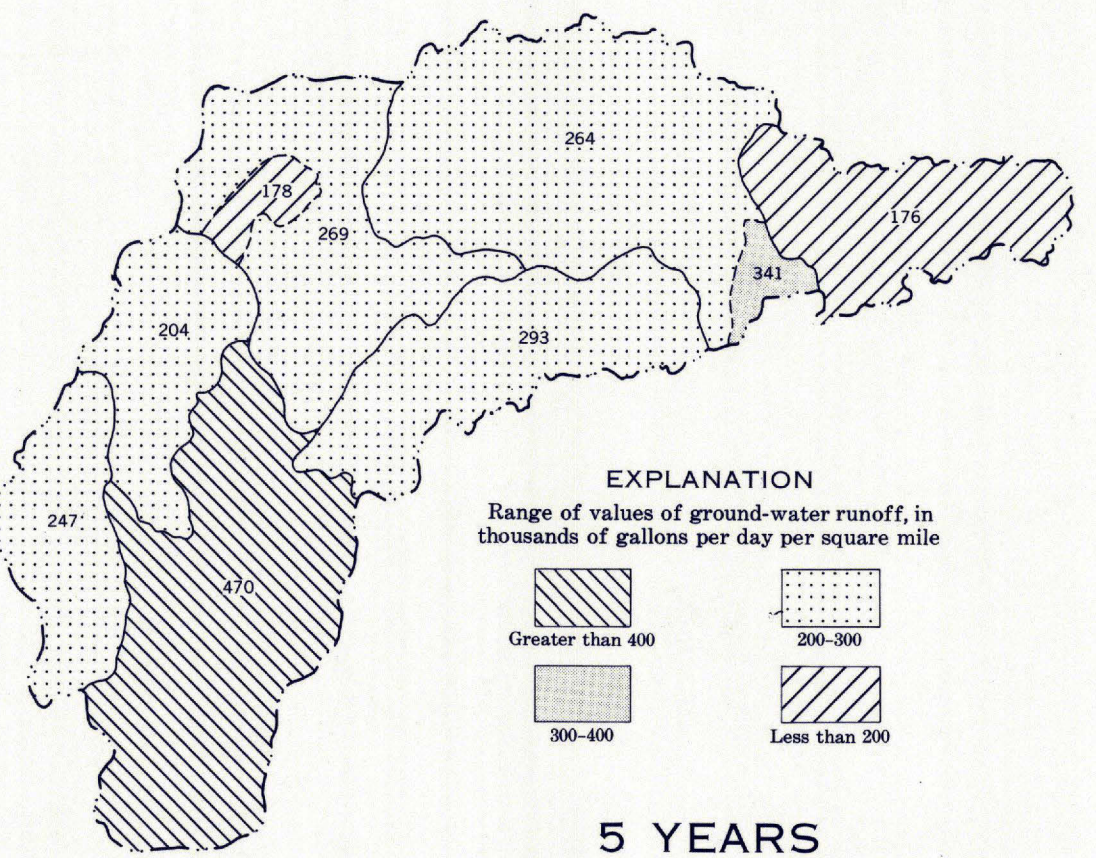 264
178
176
269
341
204
293
247
470
EXPLANATION
Range of values of ground-water runoff, in
thousands of gallons per day per square mile
Greater than 400
200-300
300-400
Less than 200
5 YEARS